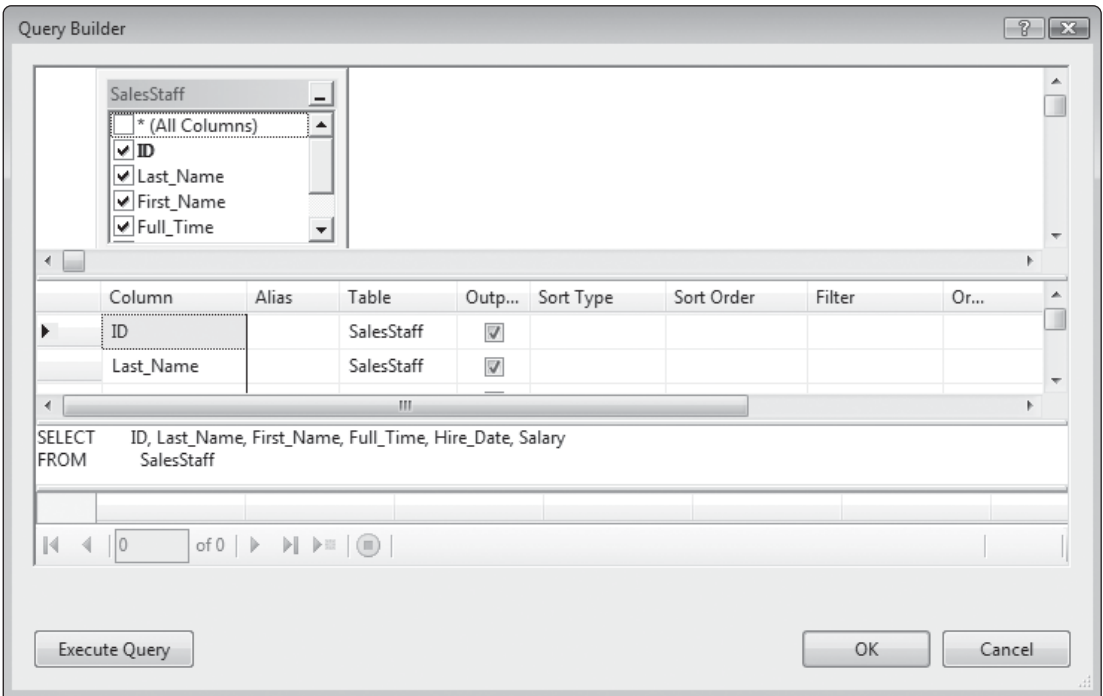 Query Builder
SalesStaff
* (All Columns)
ID
Last_Name
First_Name
Full_Time
Column Alias Table Outp... Sort Type Sort Order Filter Or...
ID SalesStaff
Last_Name SalesStaff
SELECT ID, Last_Name, First_Name, Full_Time, Hire_Date, Salary
FROM SalesStaff
0 of 0
Execute Query OK Cancel